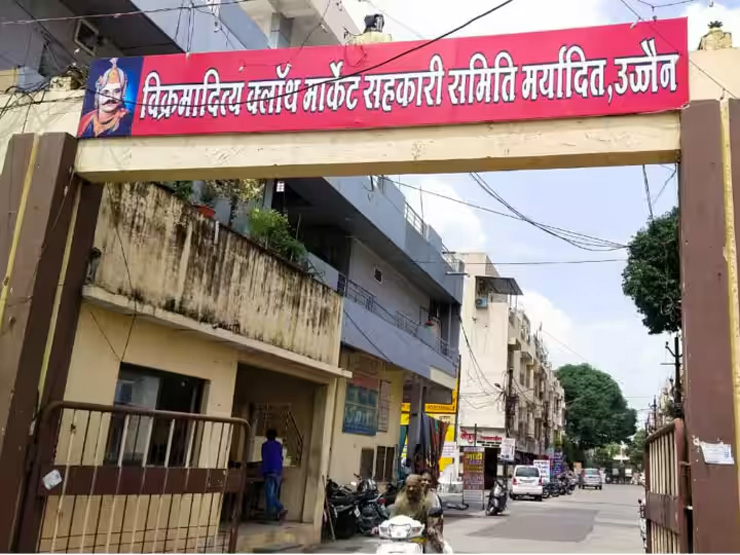 विक्रमादित्य क्लॉथ मार्केट सहकारी समिति मर्यादित, उज्जैन